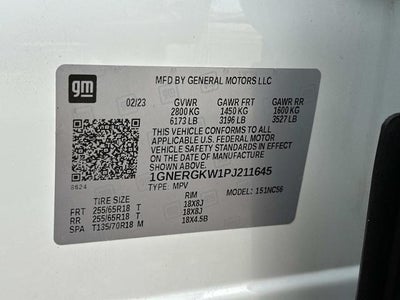 gm
MFD BY GENERAL MOTORS LLC
02/23 GVWR GAWR FRT GAWR RR
2800 KG 1450 KG 1600 KG
6173 LB 3196 LB 3527 LB
THIS VEHICLE CONFORMS TO ALL
APPLICABLE U.S. FEDERAL MOTOR
VEHICLE SAFETY STANDARDS IN
EFFECT ON THE DATE OF MANUFACTURE
SHOWN ABOVE.
1GNERGKW1PJ211645
8624 TYPE: MPV MODEL: 1S1NC56
RIM
FRT 255/65R18 T 18X8J
RR 255/65R18 T 18X8J
SPA T135/70R18 M 18X4.5B